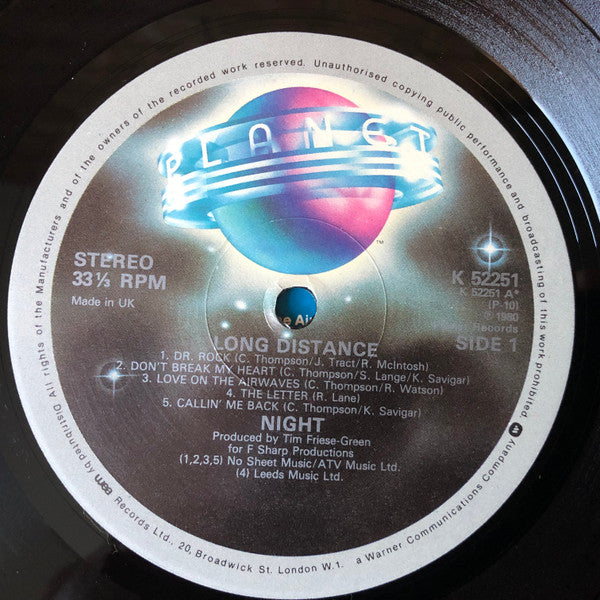 All rights of the Manufacturers and of the owners of the recorded work reserved. Unauthorised copying public performance and broadcasting of this work prohibited.
PLANET
™
STEREO
33⅓ RPM
Made in UK
K 52251
K 52251 A*
(P-10)
℗ 1980
Records
SIDE 1
LONG DISTANCE
1. DR. ROCK (C. Thompson/J. Tract/R. McIntosh)
2. DON'T BREAK MY HEART (C. Thompson/S. Lange/K. Savigar)
3. LOVE ON THE AIRWAVES (C. Thompson/R. Watson)
4. THE LETTER (R. Lane)
5. CALLIN' ME BACK (C. Thompson/K. Savigar)
NIGHT
Produced by Tim Friese-Green
for F Sharp Productions
(1,2,3,5) No Sheet Music/ATV Music Ltd.
(4) Leeds Music Ltd.
Distributed by wea Records Ltd., 20, Broadwick St. London W.1. a Warner Communications Company